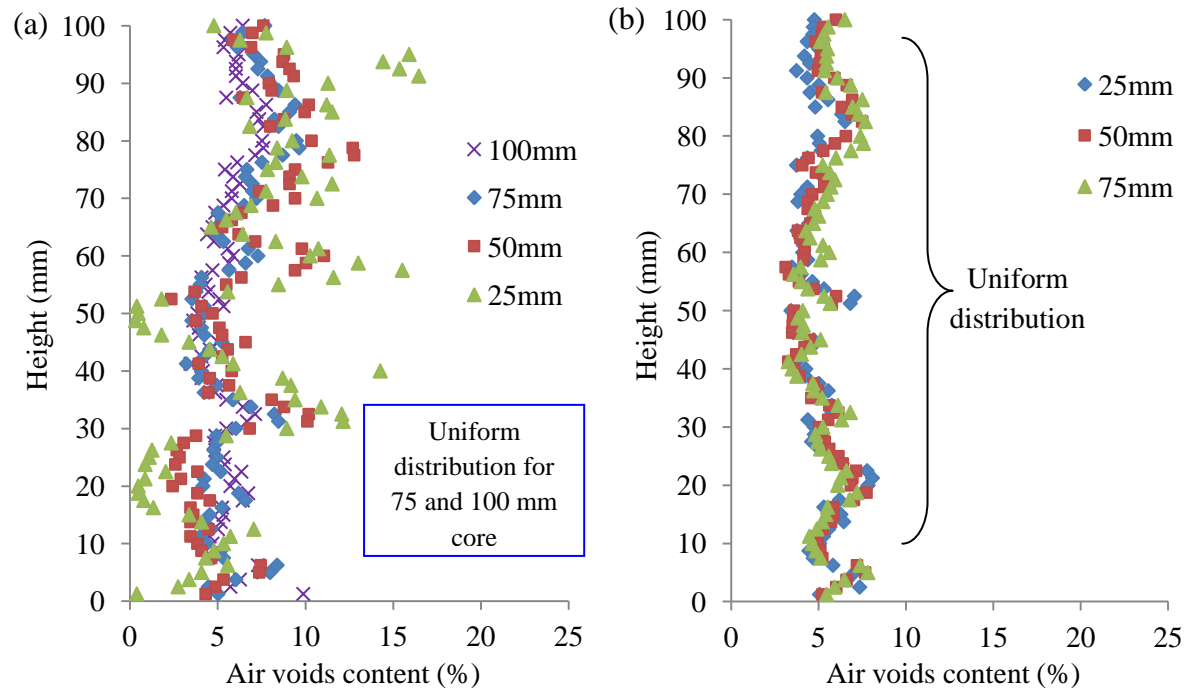 (a)
100
90
80
70
60
50
40
30
20
10
0
Height (mm)
0 5 10 15 20 25
Air voids content (%)
100mm
75mm
50mm
25mm
Uniform
distribution for
75 and 100 mm
core
(b)
100
90
80
70
60
50
40
30
20
10
0
Height (mm)
0 5 10 15 20 25
Air voids content (%)
25mm
50mm
75mm
Uniform
distribution